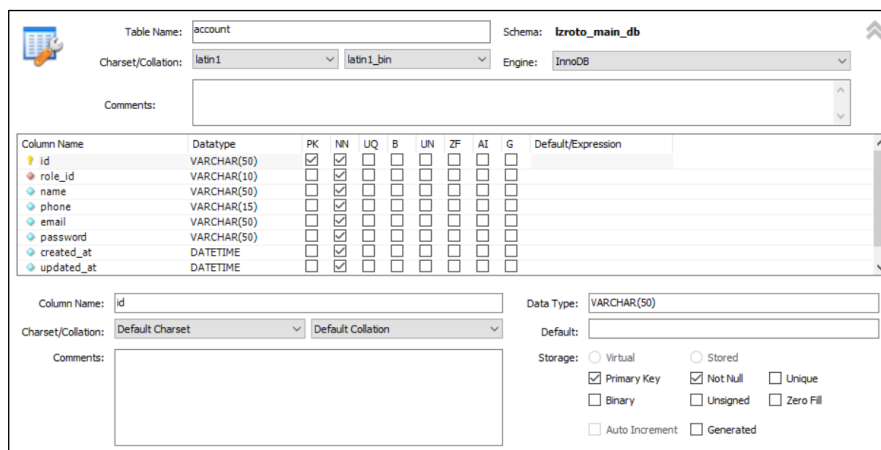 Table Name: account Schema: lzroto_main_db
Charset/Collation: latin1 latin1_bin Engine: InnoDB
Comments:
Column Name Datatype PK NN UQ B UN ZF AI G Default/Expression
id VARCHAR(50)
role_id VARCHAR(10)
name VARCHAR(50)
phone VARCHAR(15)
email VARCHAR(50)
password VARCHAR(50)
created_at DATETIME
updated_at DATETIME
Column Name: id Data Type: VARCHAR(50)
Charset/Collation: Default Charset Default Collation Default:
Comments: Storage: Virtual Stored
Primary Key Not Null Unique
Binary Unsigned Zero Fill
Auto Increment Generated